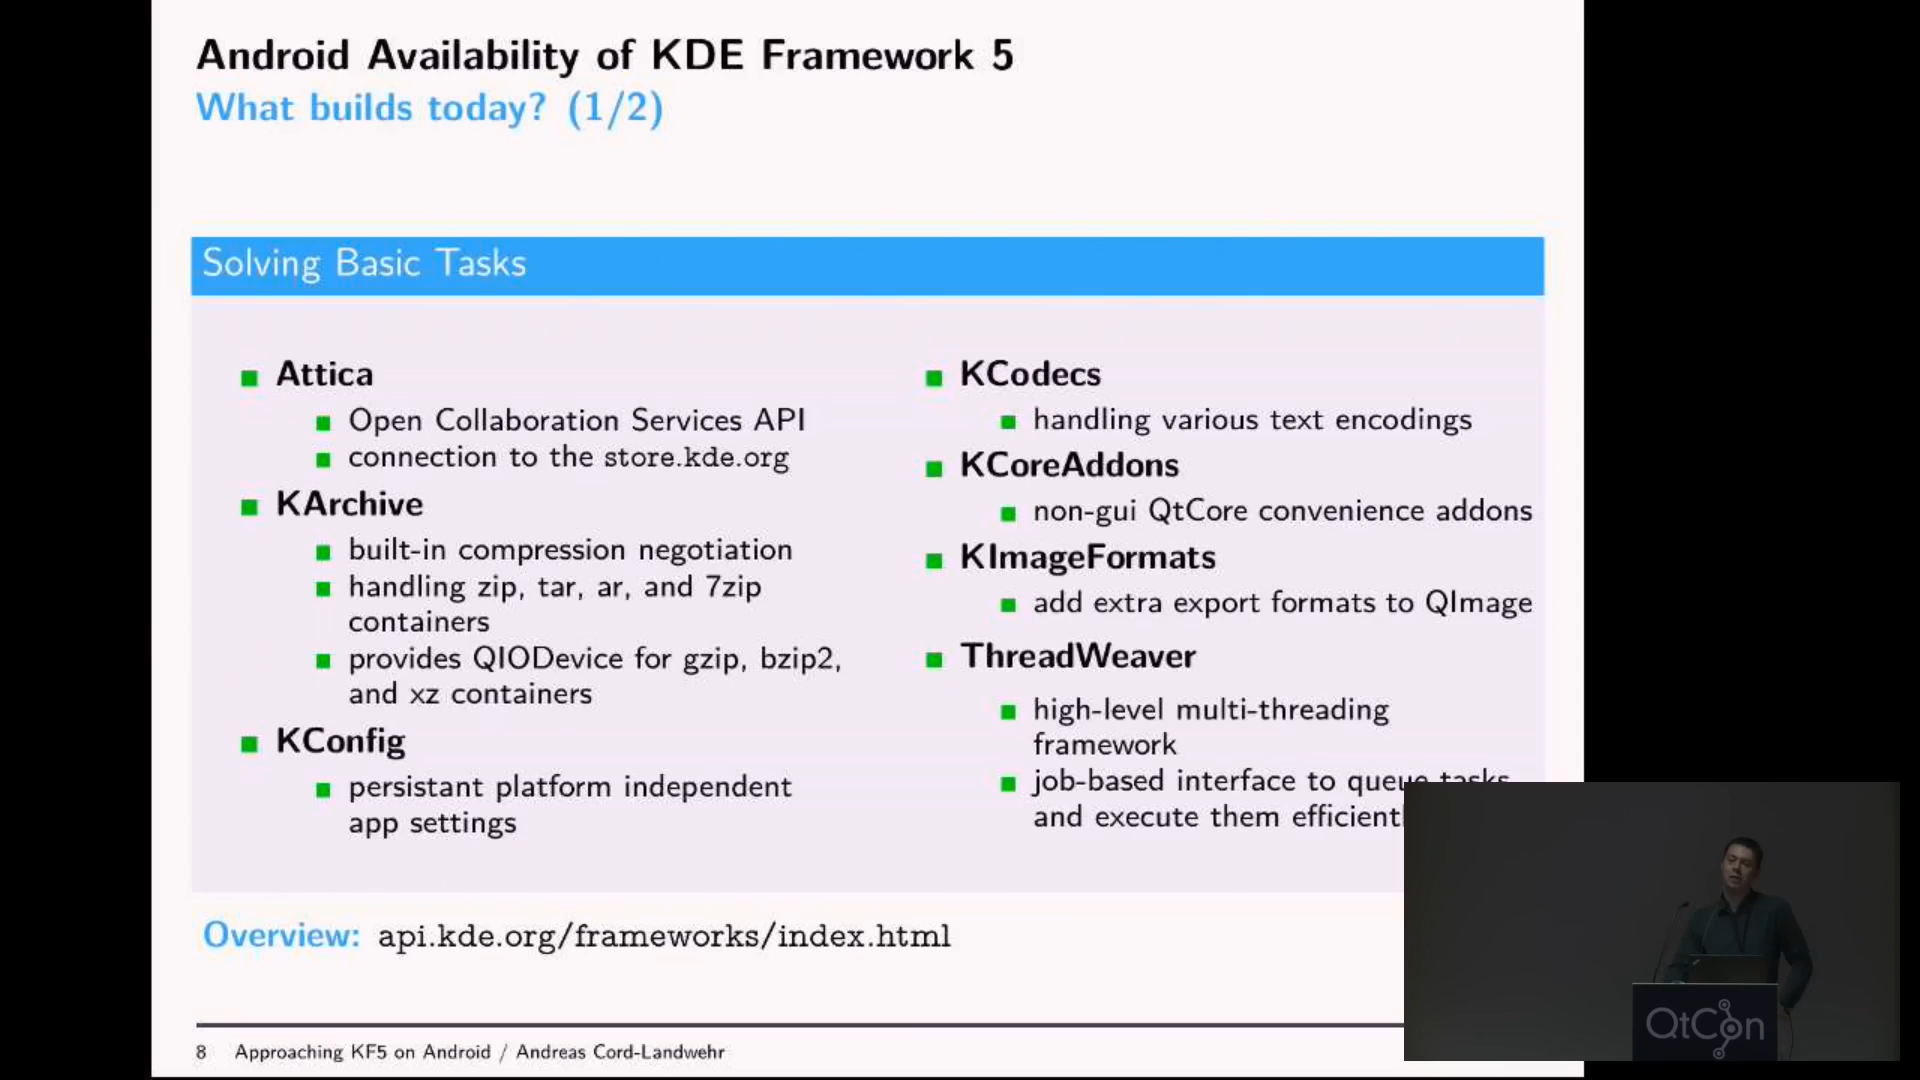 Android Availability of KDE Framework 5
What builds today? (1/2)
Solving Basic Tasks
Attica
Open Collaboration Services API
connection to the store.kde.org
KArchive
built-in compression negotiation
handling zip, tar, ar, and 7zip
containers
provides QIODevice for gzip, bzip2,
and xz containers
KConfig
persistant platform independent
app settings
KCodecs
handling various text encodings
KCoreAddons
non-gui QtCore convenience addons
KImageFormats
add extra export formats to QImage
ThreadWeaver
high-level multi-threading
framework
job-based interface to queue tasks
and execute them efficient
Overview: api.kde.org/frameworks/index.html
8 Approaching KF5 on Android / Andreas Cord-Landwehr
QtCon